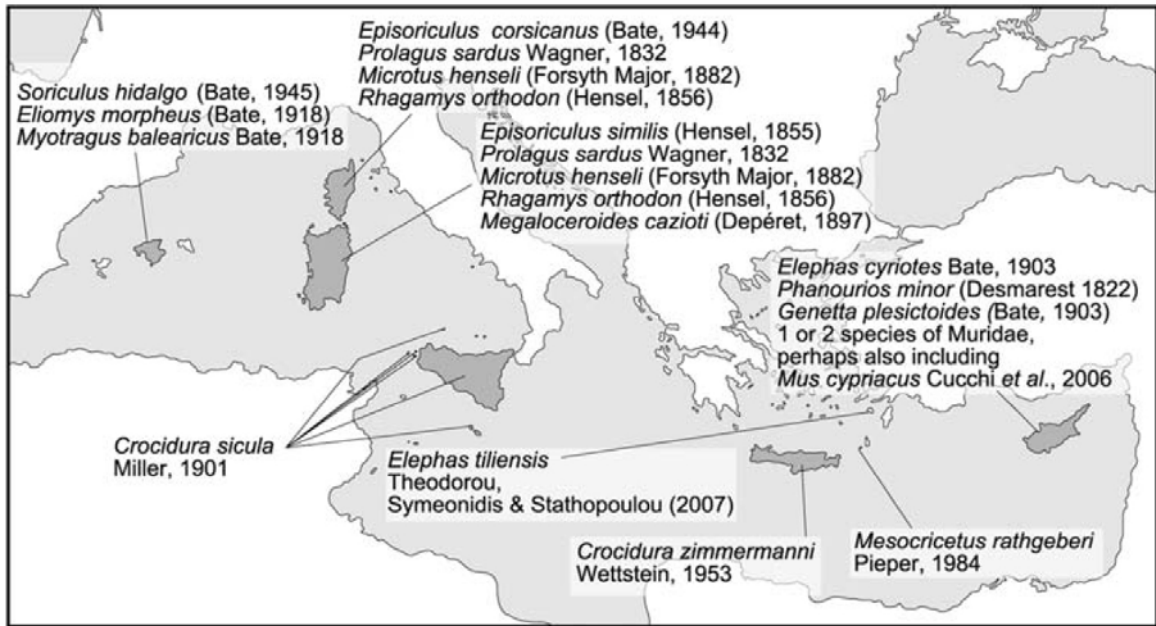 Episoriculus corsicanus (Bate, 1944)
Prolagus sardus Wagner, 1832
Microtus henseli (Forsyth Major, 1882)
Rhagamys orthodon (Hensel, 1856)
Soriculus hidalgo (Bate, 1945)
Eliomys morpheus (Bate, 1918)
Myotragus balearicus Bate, 1918
Episoriculus similis (Hensel, 1855)
Prolagus sardus Wagner, 1832
Microtus henseli (Forsyth Major, 1882)
Rhagamys orthodon (Hensel, 1856)
Megaloceroides cazioti (Depéret, 1897)
Elephas cyriotes Bate, 1903
Phanourios minor (Desmarest 1822)
Genetta plesictoides (Bate, 1903)
1 or 2 species of Muridae,
perhaps also including
Mus cypriacus Cucchi et al., 2006
Crocidura sicula
Miller, 1901
Elephas tiliensis
Theodorou,
Symeonidis & Stathopoulou (2007)
Crocidura zimmermanni
Wettstein, 1953
Mesocricetus rathgeberi
Pieper, 1984